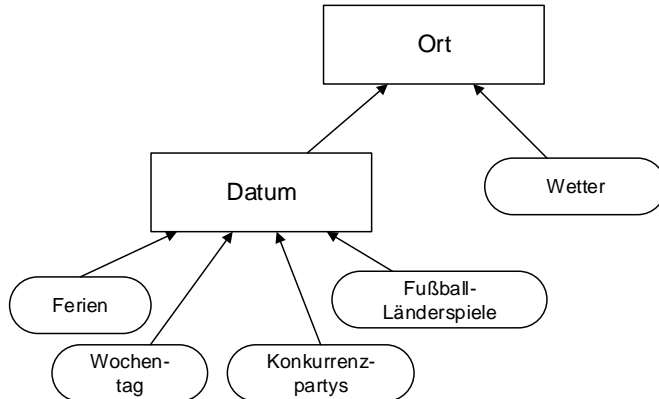 Ort
Datum
Wetter
Ferien
Fußball-
Länderspiele
Wochen-
tag
Konkurrenz-
partys